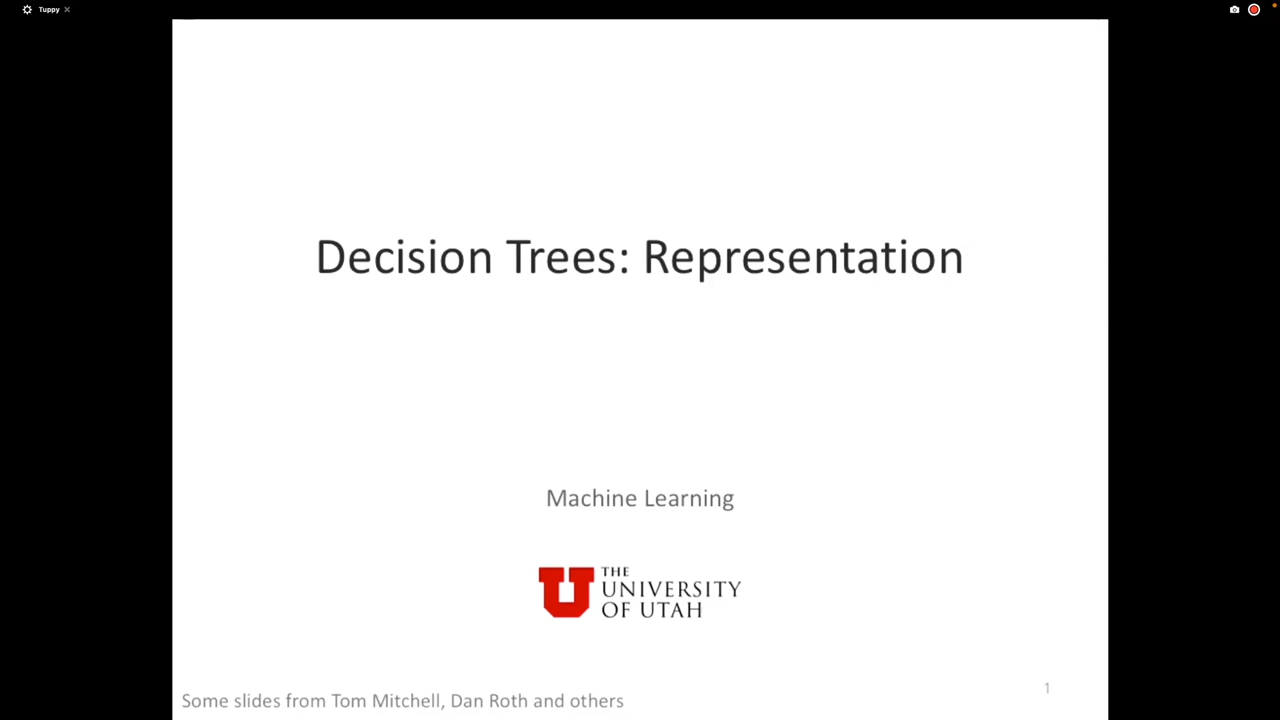 Tuppy
Decision Trees: Representation
Machine Learning
THE
UNIVERSITY
OF UTAH
Some slides from Tom Mitchell, Dan Roth and others
1